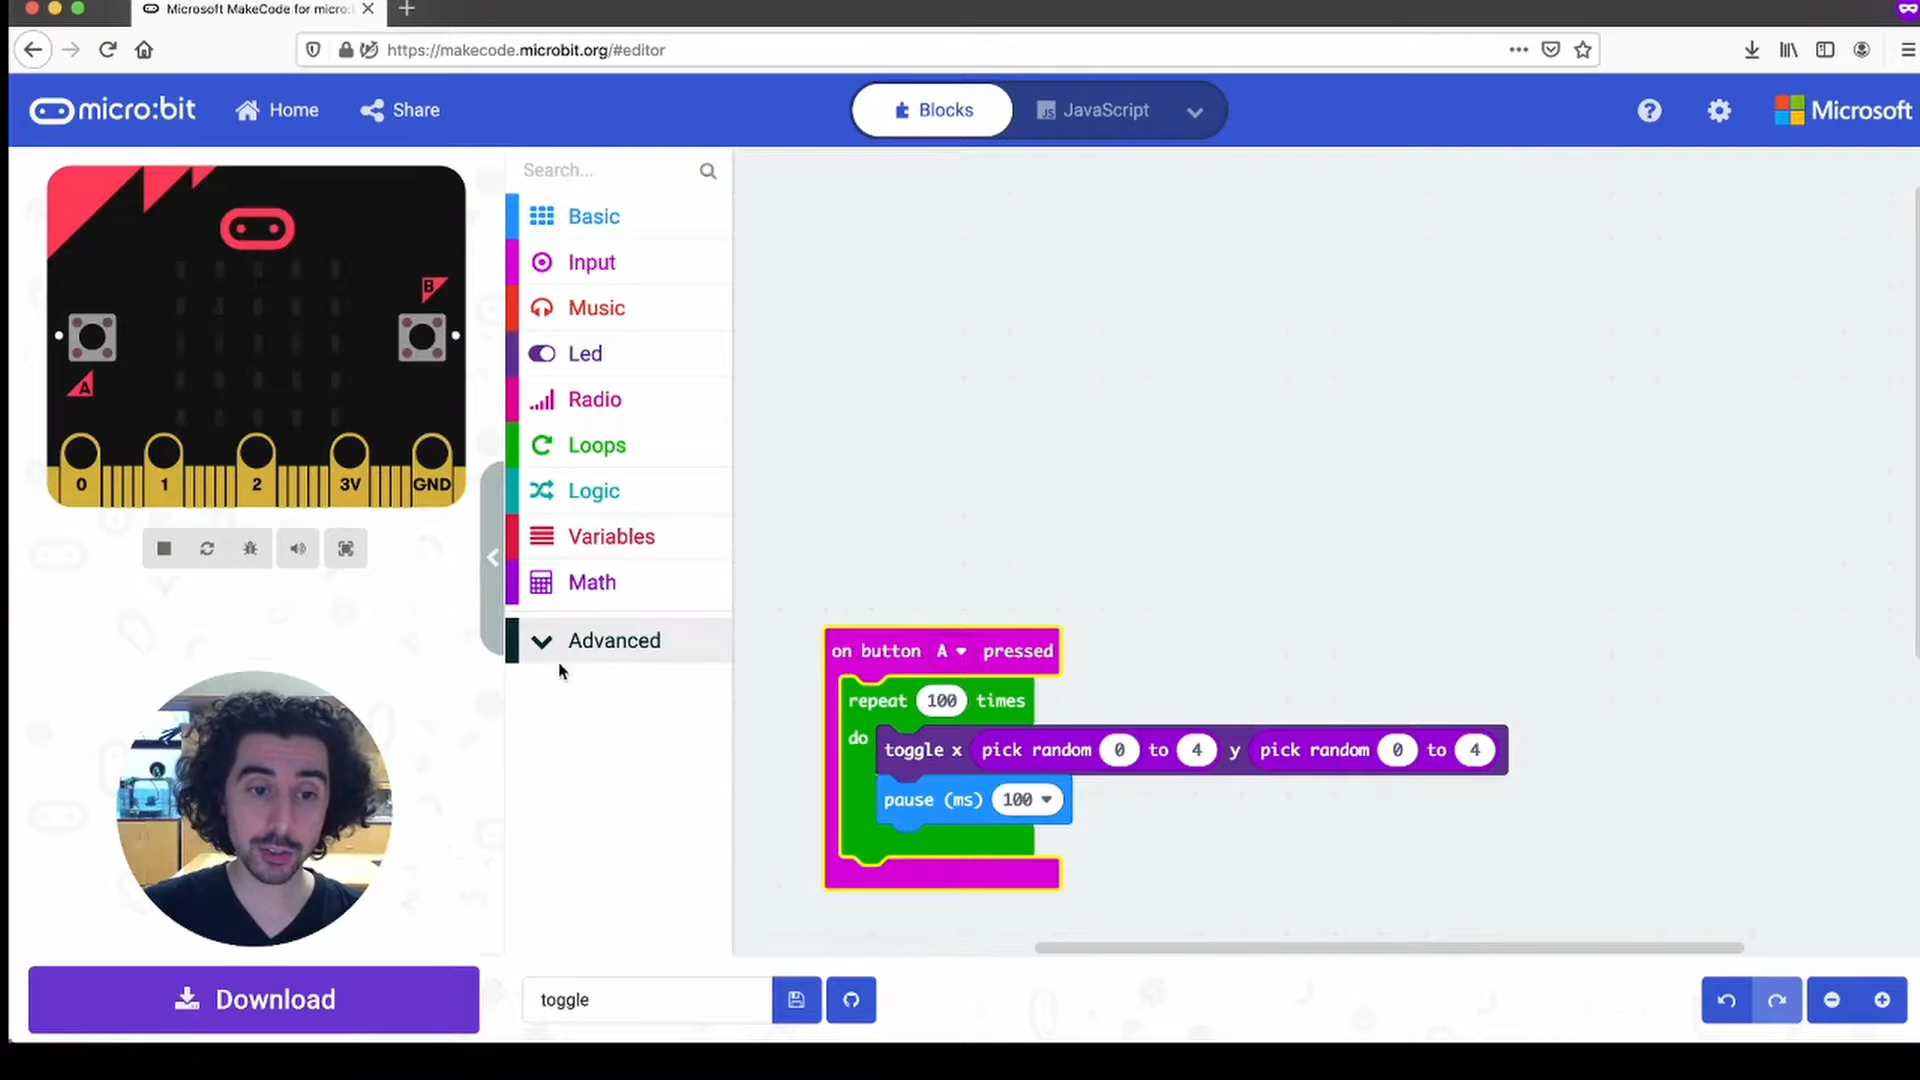 Microsoft MakeCode for micro:
https://makecode.microbit.org/#editor
micro:bit
Home
Share
Blocks
JS
JavaScript
Microsoft
Search...
Basic
Input
Music
Led
Radio
Loops
Logic
Variables
Math
Advanced
B
A
0
1
2
3V
GND
on button A pressed
repeat 100 times
do
toggle x pick random 0 to 4 y pick random 0 to 4
pause (ms) 100
Download
toggle